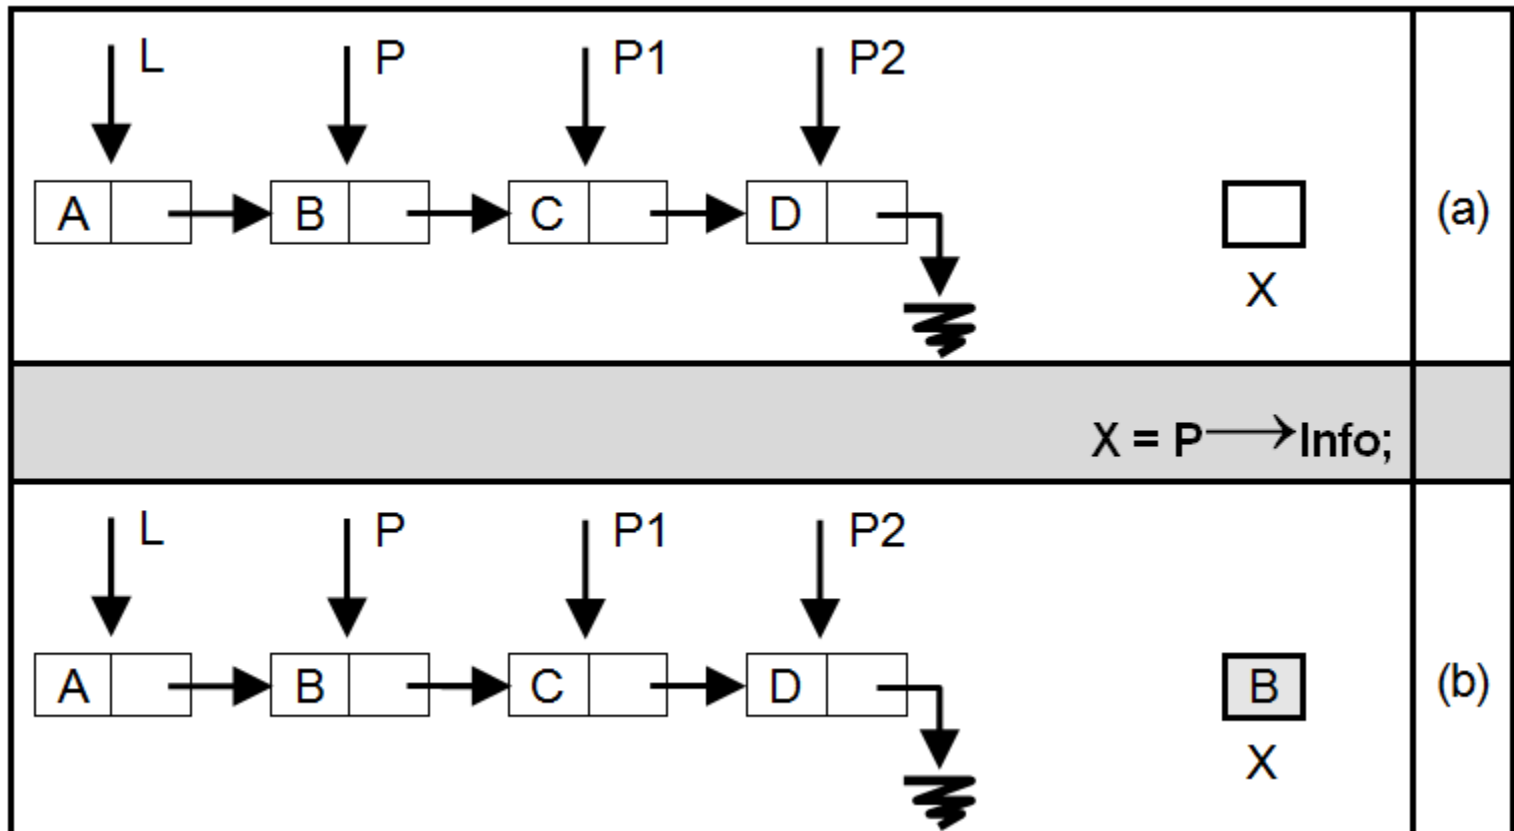 L P P1 P2
A B C D (a)
X
X = P→Info;
L P P1 P2
A B C D B (b)
X